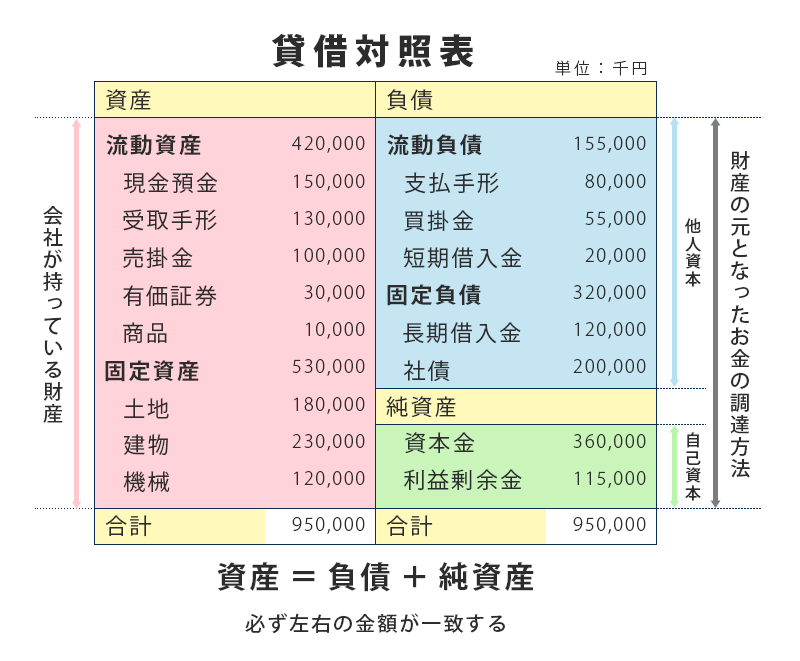 貸借対照表
単位：千円
資産 負債
流動資産 420,000 流動負債 155,000
現金預金 150,000 支払手形 80,000
受取手形 130,000 買掛金 55,000
売掛金 100,000 短期借入金 20,000
有価証券 30,000 固定負債 320,000
商品 10,000 長期借入金 120,000
固定資産 530,000 社債 200,000
土地 180,000 純資産
建物 230,000 資本金 360,000
機械 120,000 利益剰余金 115,000
合計 950,000 合計 950,000
会社が持っている財産
他人資本
自己資本
財産の元となったお金の調達方法
資産 ＝ 負債 ＋ 純資産
必ず左右の金額が一致する